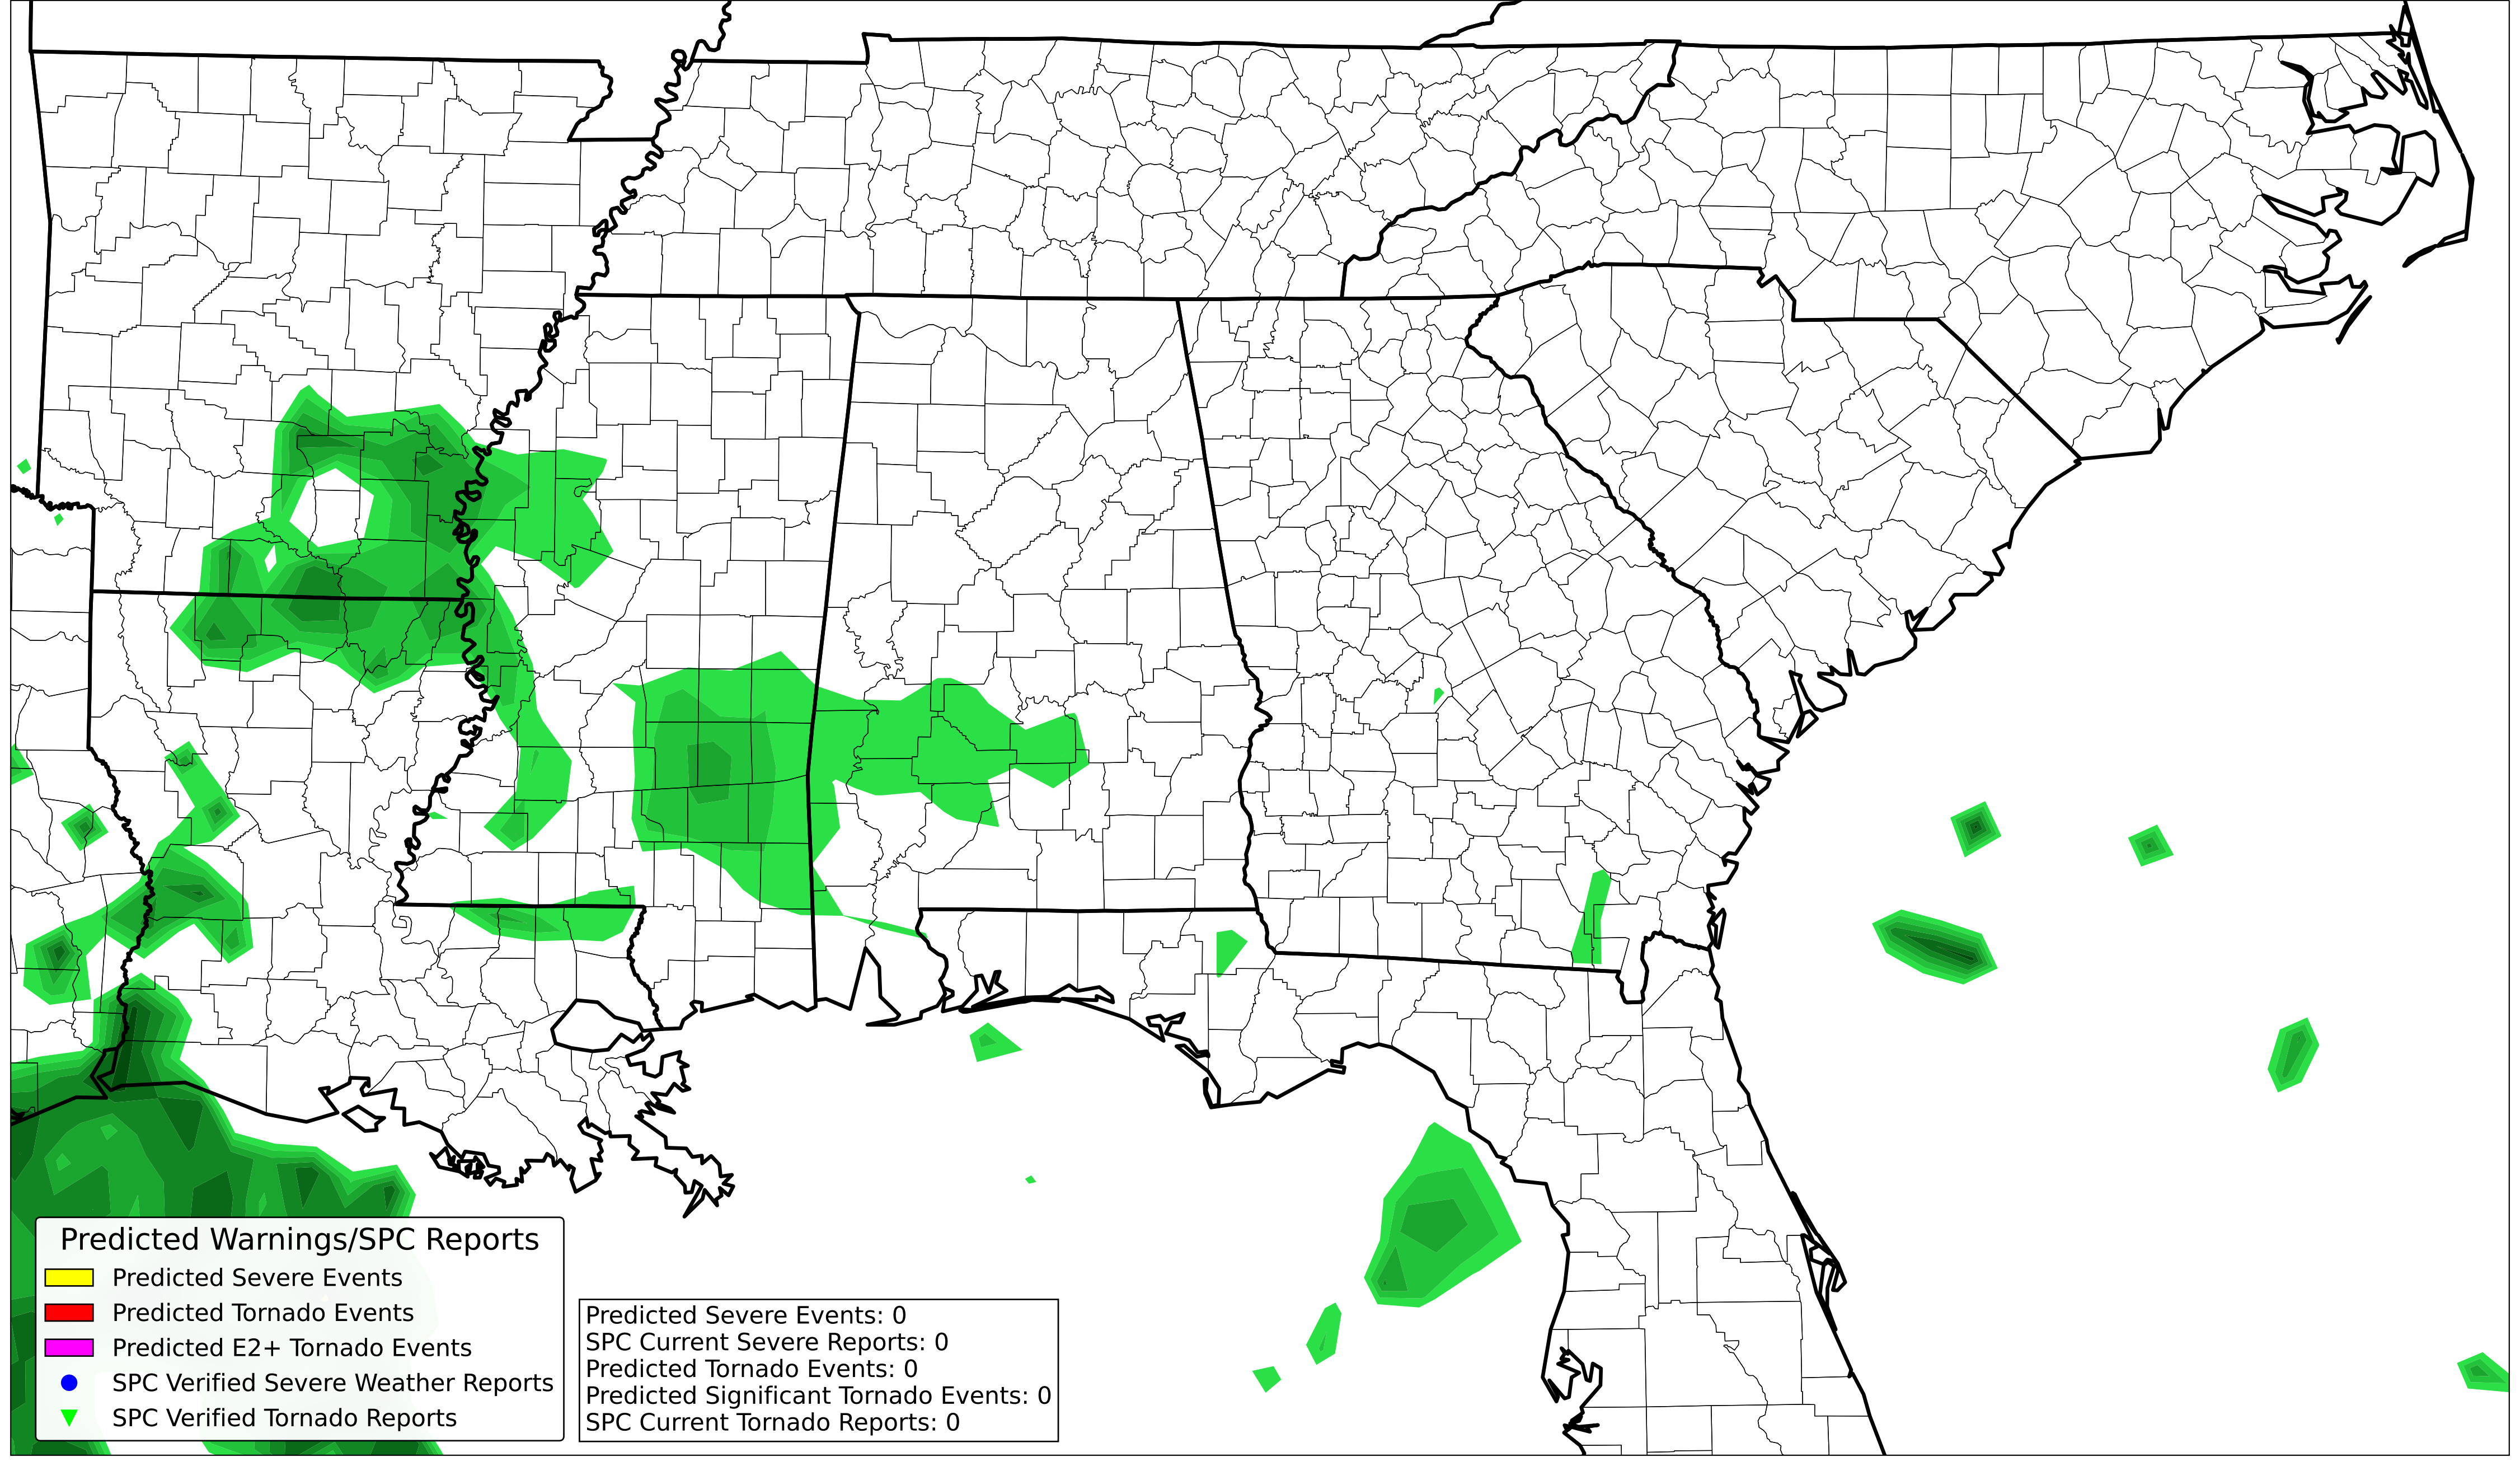 Predicted Warnings/SPC Reports
Predicted Severe Events
Predicted Tornado Events
Predicted E2+ Tornado Events
SPC Verified Severe Weather Reports
SPC Verified Tornado Reports
Predicted Severe Events: 0
SPC Current Severe Reports: 0
Predicted Tornado Events: 0
Predicted Significant Tornado Events: 0
SPC Current Tornado Reports: 0